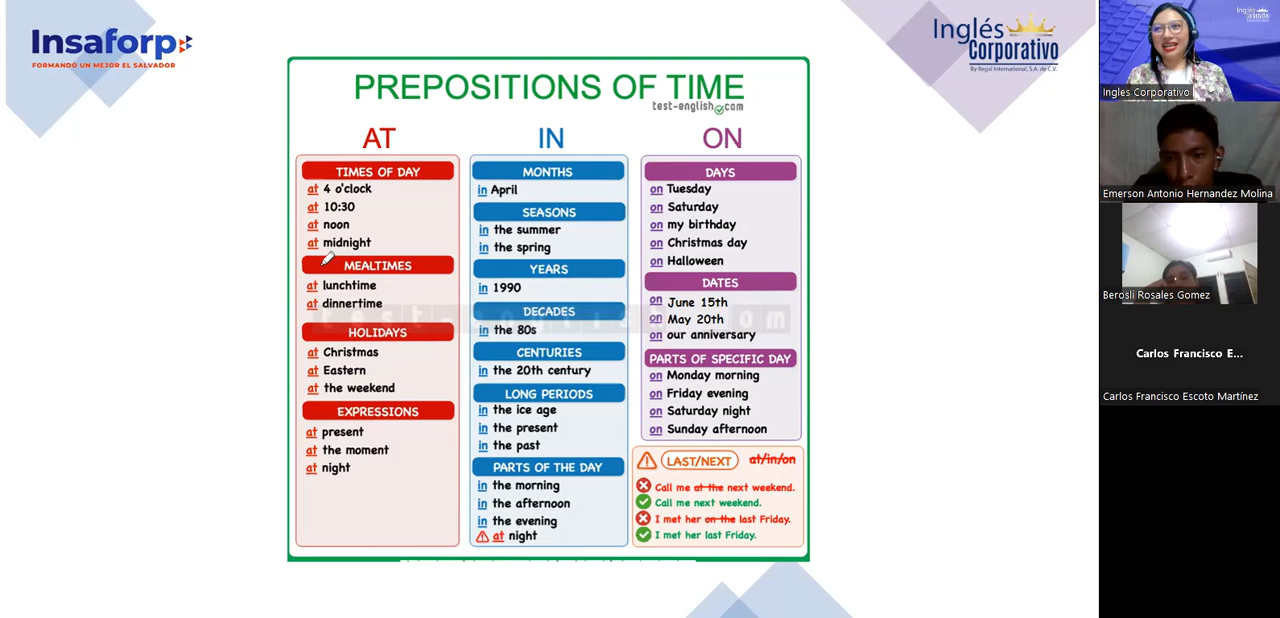 Insaforp
FORMANDO UN MEJOR EL SALVADOR
Inglés
Corporativo
By Regal International, S.A. de C.V.
PREPOSITIONS OF TIME
test-english.com
AT
TIMES OF DAY
at 4 o'clock
at 10:30
at noon
at midnight
MEALTIMES
at lunchtime
at dinnertime
HOLIDAYS
at Christmas
at Eastern
at the weekend
EXPRESSIONS
at present
at the moment
at night
IN
MONTHS
in April
SEASONS
in the summer
in the spring
YEARS
in 1990
DECADES
in the 80s
CENTURIES
in the 20th century
LONG PERIODS
in the ice age
in the present
in the past
PARTS OF THE DAY
in the morning
in the afternoon
in the evening
at night
ON
DAYS
on Tuesday
on Saturday
on my birthday
on Christmas day
on Halloween
DATES
on June 15th
on May 20th
on our anniversary
PARTS OF SPECIFIC DAY
on Monday morning
on Friday evening
on Saturday night
on Sunday afternoon
LAST/NEXT at/in/on
Call me at the next weekend.
Call me next weekend.
I met her on the last Friday.
I met her last Friday.
Ingles Corporativo
Emerson Antonio Hernandez Molina
Berosli Rosales Gomez
Carlos Francisco E...
Carlos Francisco Escoto Martínez